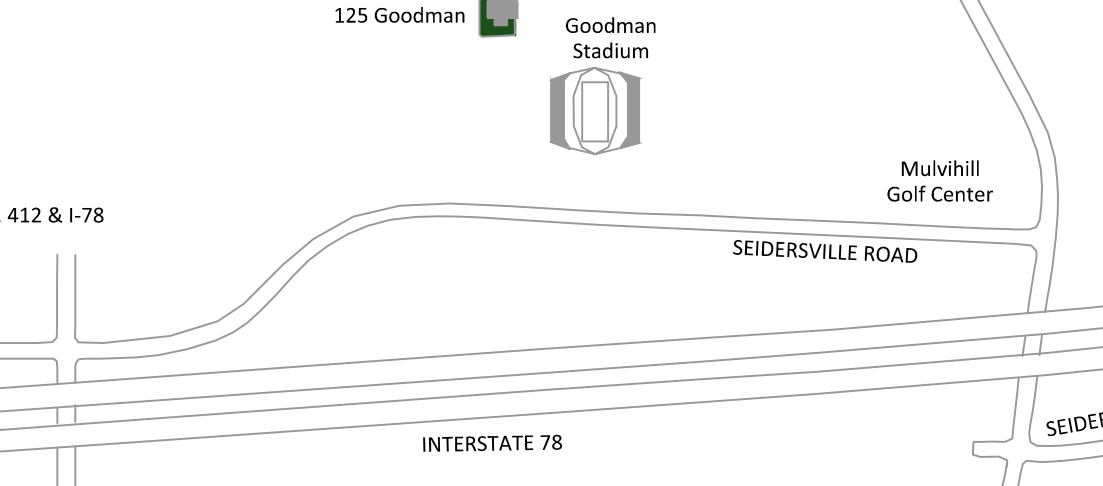 125 Goodman
Goodman
Stadium
Mulvihill
Golf Center
412 & I-78
SEIDERSVILLE ROAD
SEIDER
INTERSTATE 78